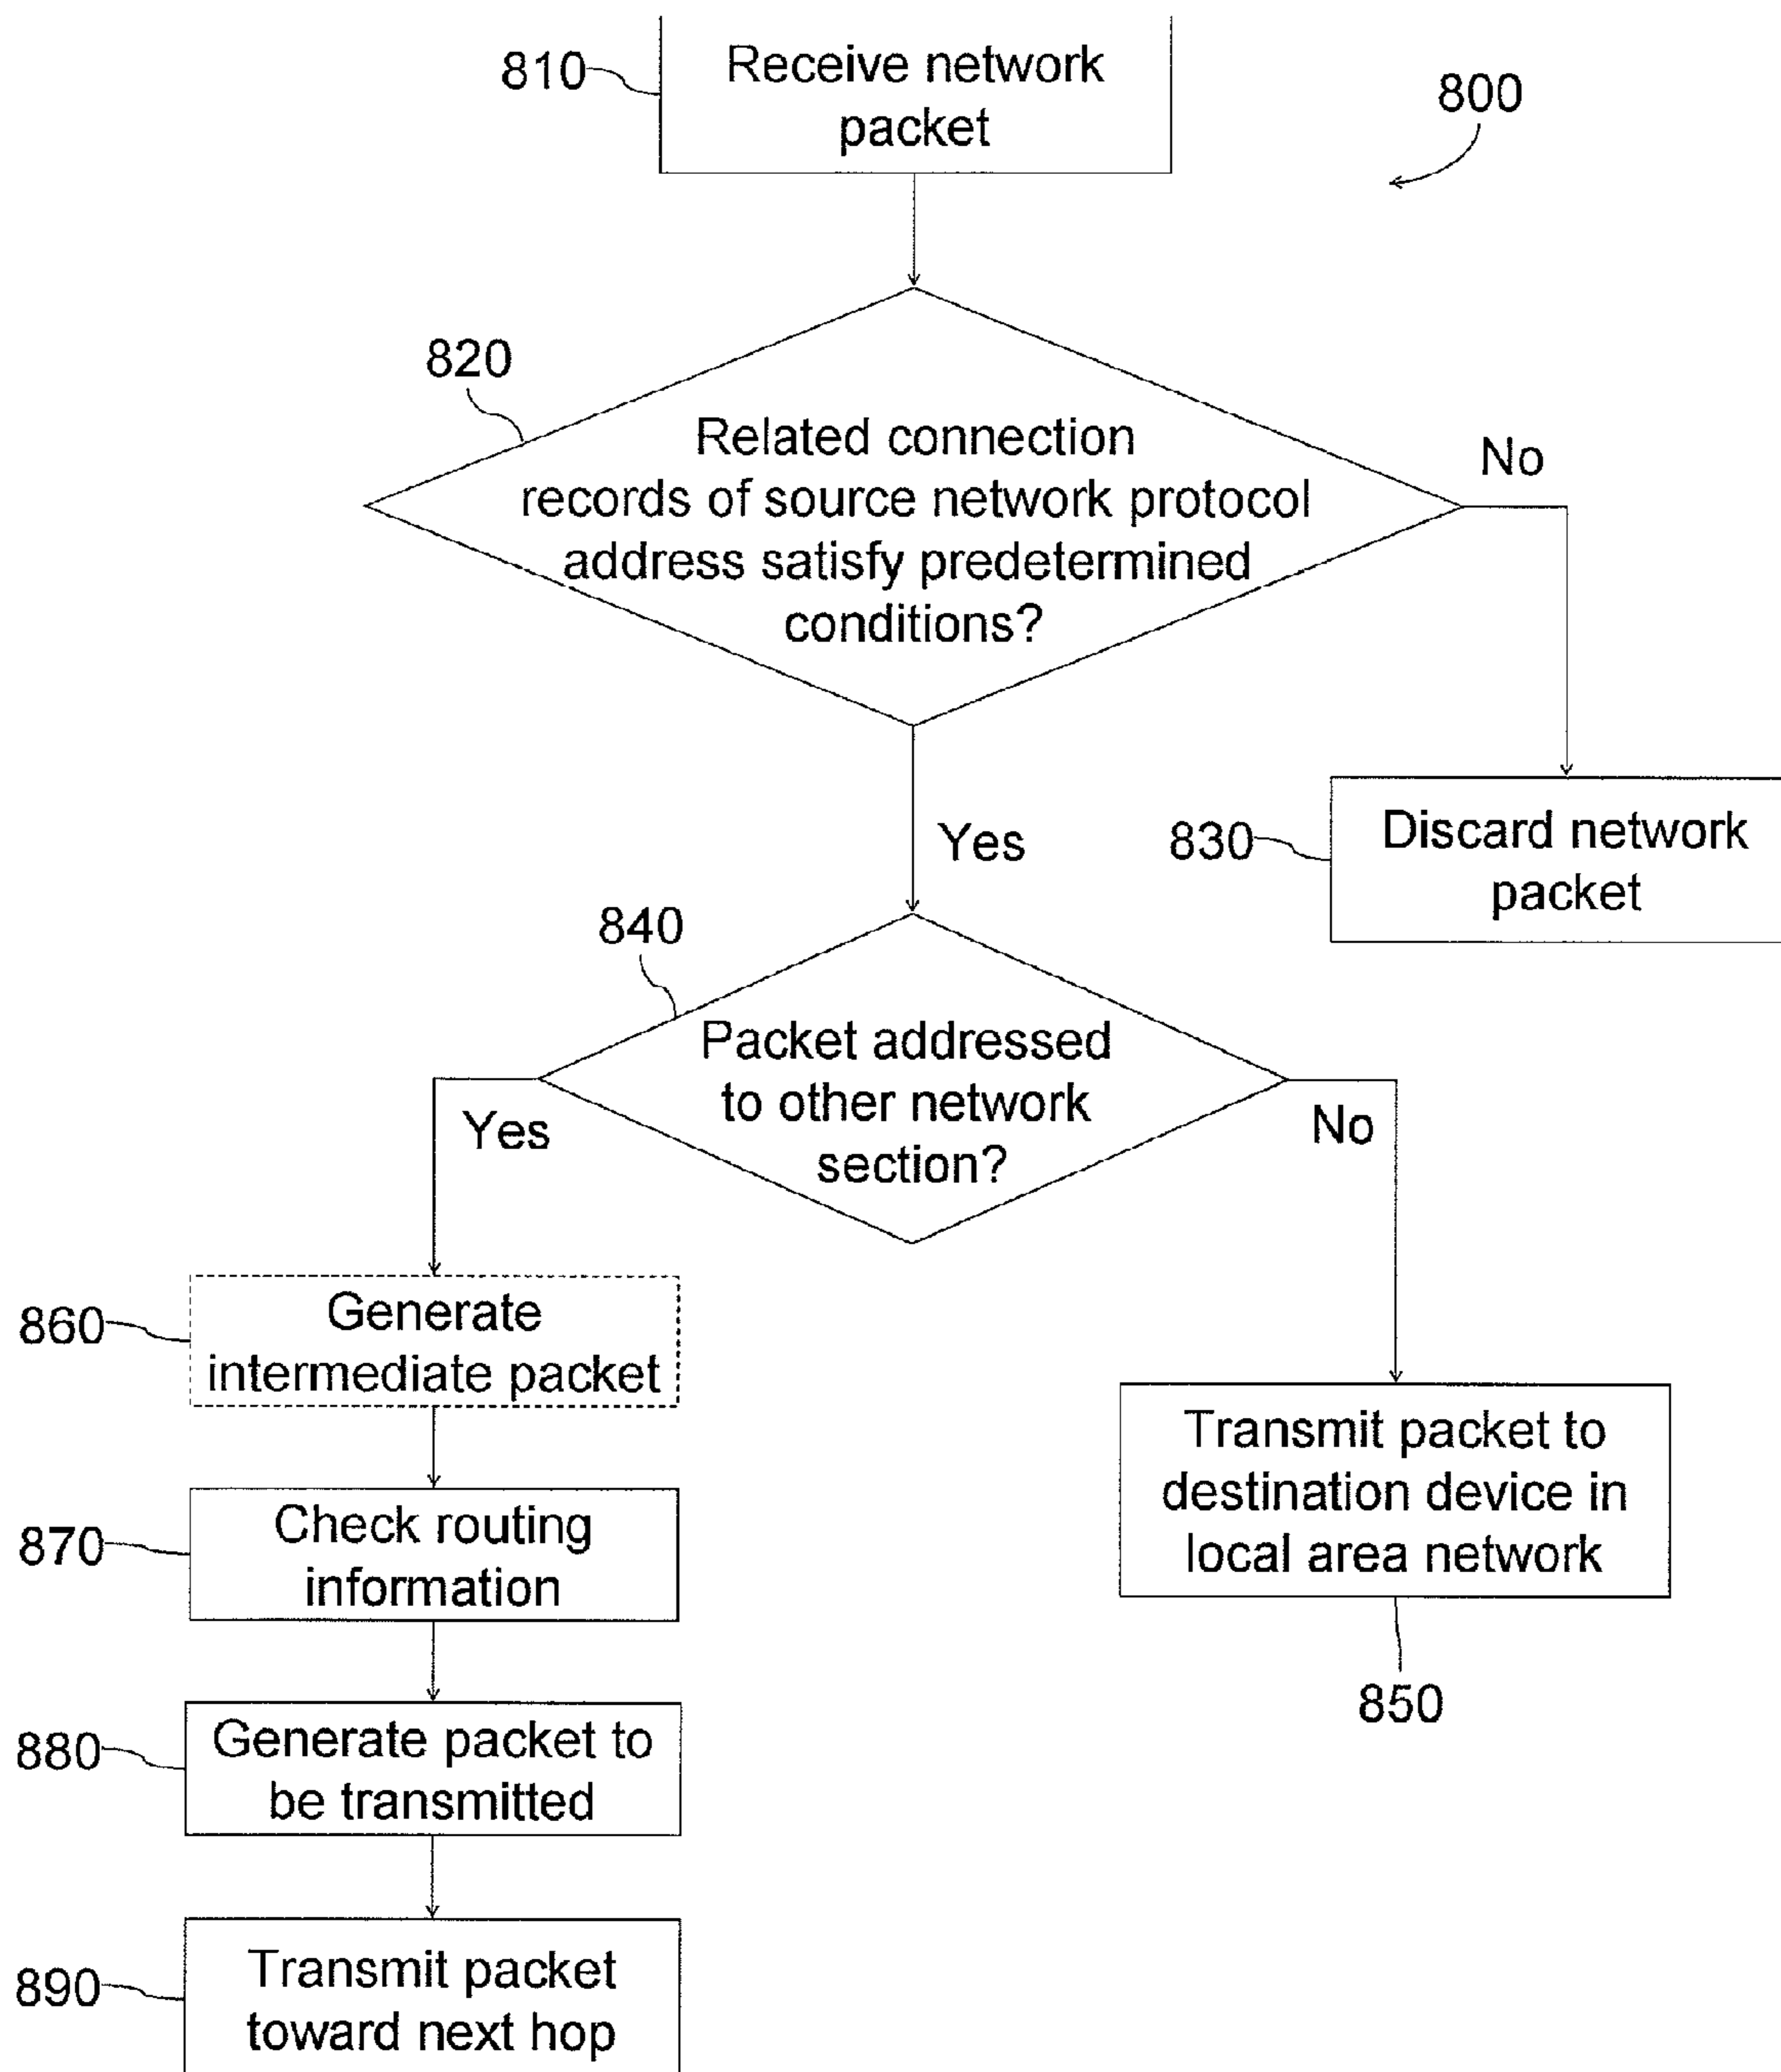 810
Receive network
packet
800
820
Related connection
records of source network protocol
address satisfy predetermined
conditions?
No
Yes
830
Discard network
packet
840
Packet addressed
to other network
section?
Yes
No
860
Generate
intermediate packet
870
Check routing
information
Transmit packet to
destination device in
local area network
850
880
Generate packet to
be transmitted
890
Transmit packet
toward next hop